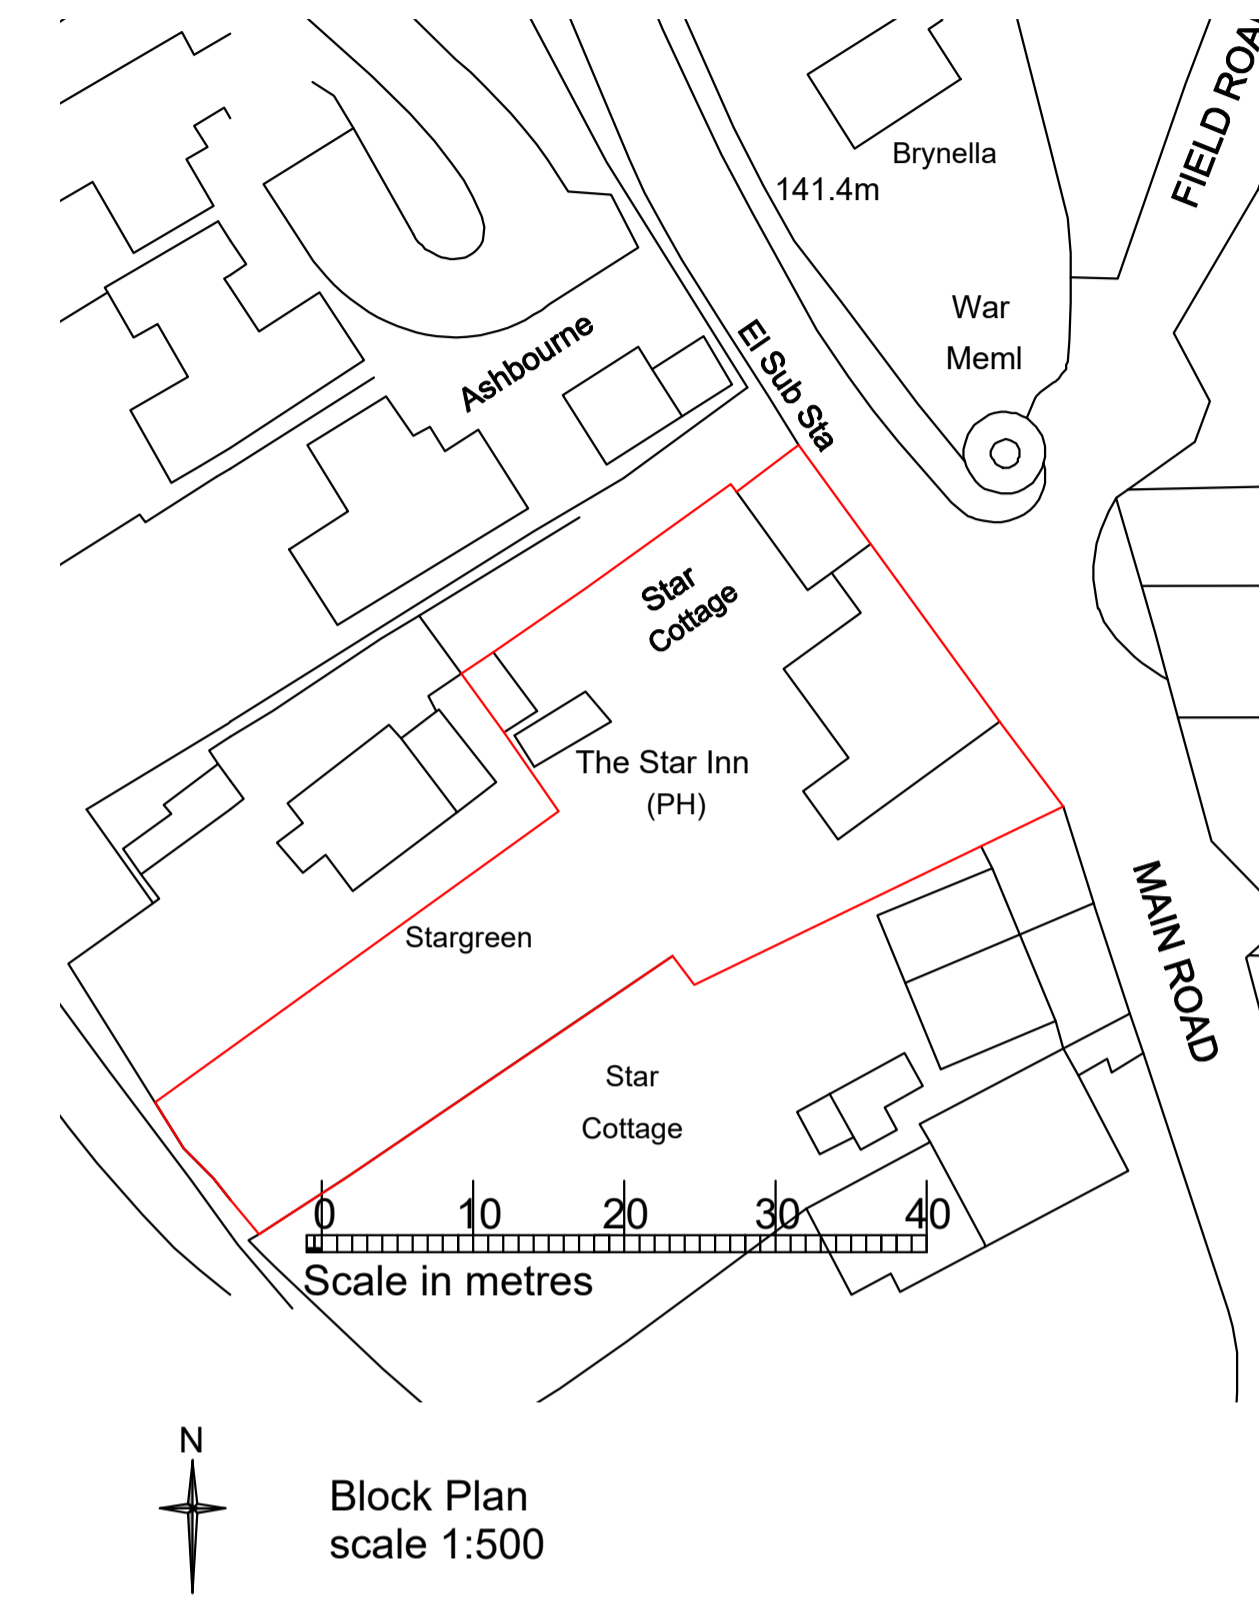 FIELD ROA
Brynella
141.4m
War
Meml
El Sub Sta
Ashbourne
Star
Cottage
The Star Inn
(PH)
MAIN ROAD
Stargreen
Star
Cottage
0 10 20 30 40
Scale in metres
N
Block Plan
scale 1:500